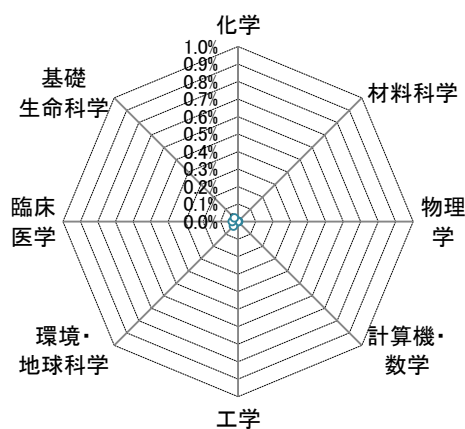 化学
1.0%
0.9%
0.8%
0.7%
0.6%
0.5%
0.4%
0.3%
0.2%
0.1%
0.0%
材料科学
物理
学
計算機・
数学
工学
環境・
地球科学
臨床
医学
基礎
生命科学